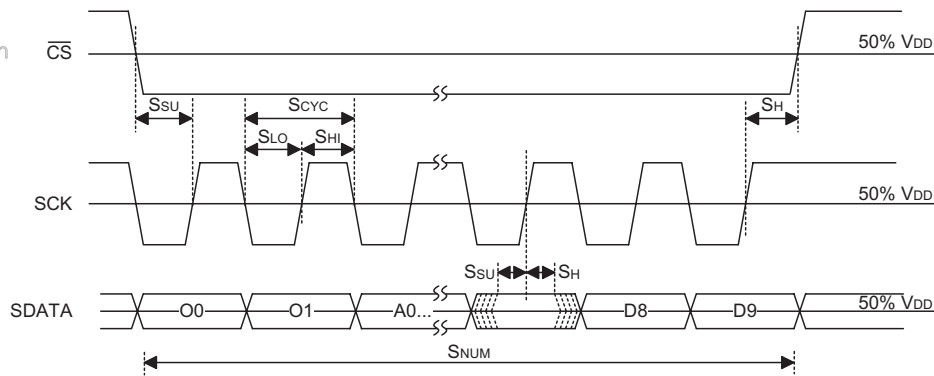 CS 50% VDD
SSU SCYC SH
SLO SHI
SCK 50% VDD
SSU SH
SDATA O0 O1 A0... D8 D9 50% VDD
SNUM